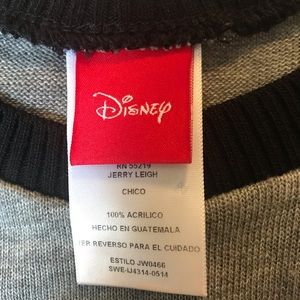 Disney
RN 55219
JERRY LEIGH
CHICO
100% ACRILICO
HECHO EN GUATEMALA
ER REVERSO PARA EL CUIDADO
ESTILO JW0466
SWE-IJ4314-0514